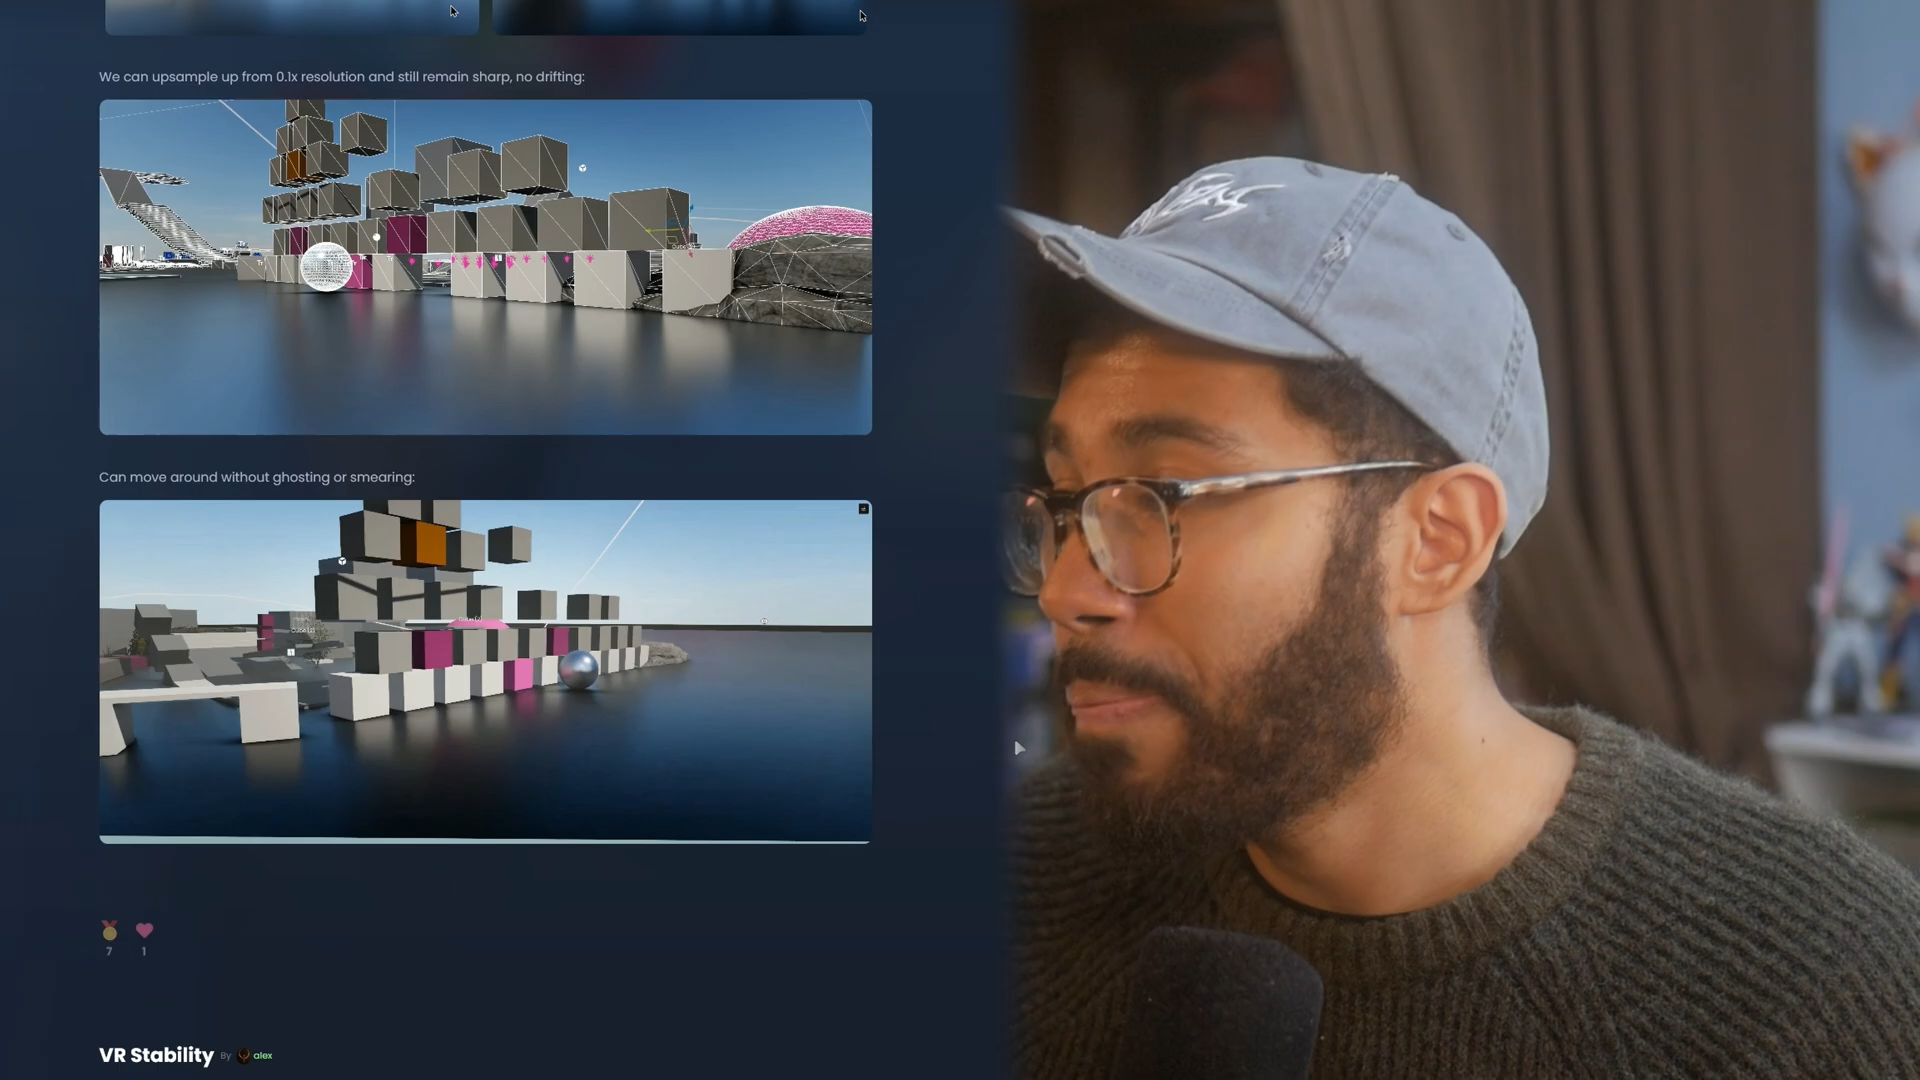 We can upsample up from 0.1x resolution and still remain sharp, no drifting:
Can move around without ghosting or smearing:
7
1
VR Stability By alex